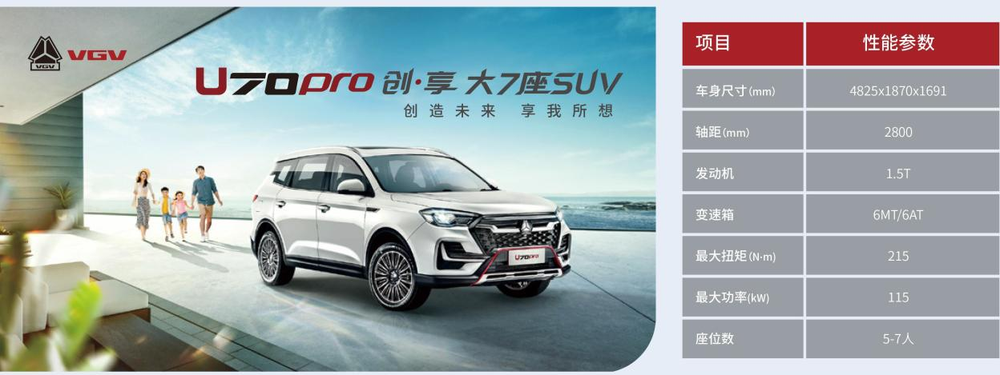 VGV
VGV
U70pro 创·享 大7座SUV
创造未来 享我所想
U70pro
项目 性能参数
车身尺寸(mm) 4825x1870x1691
轴距(mm) 2800
发动机 1.5T
变速箱 6MT/6AT
最大扭矩(N·m) 215
最大功率(kW) 115
座位数 5-7人